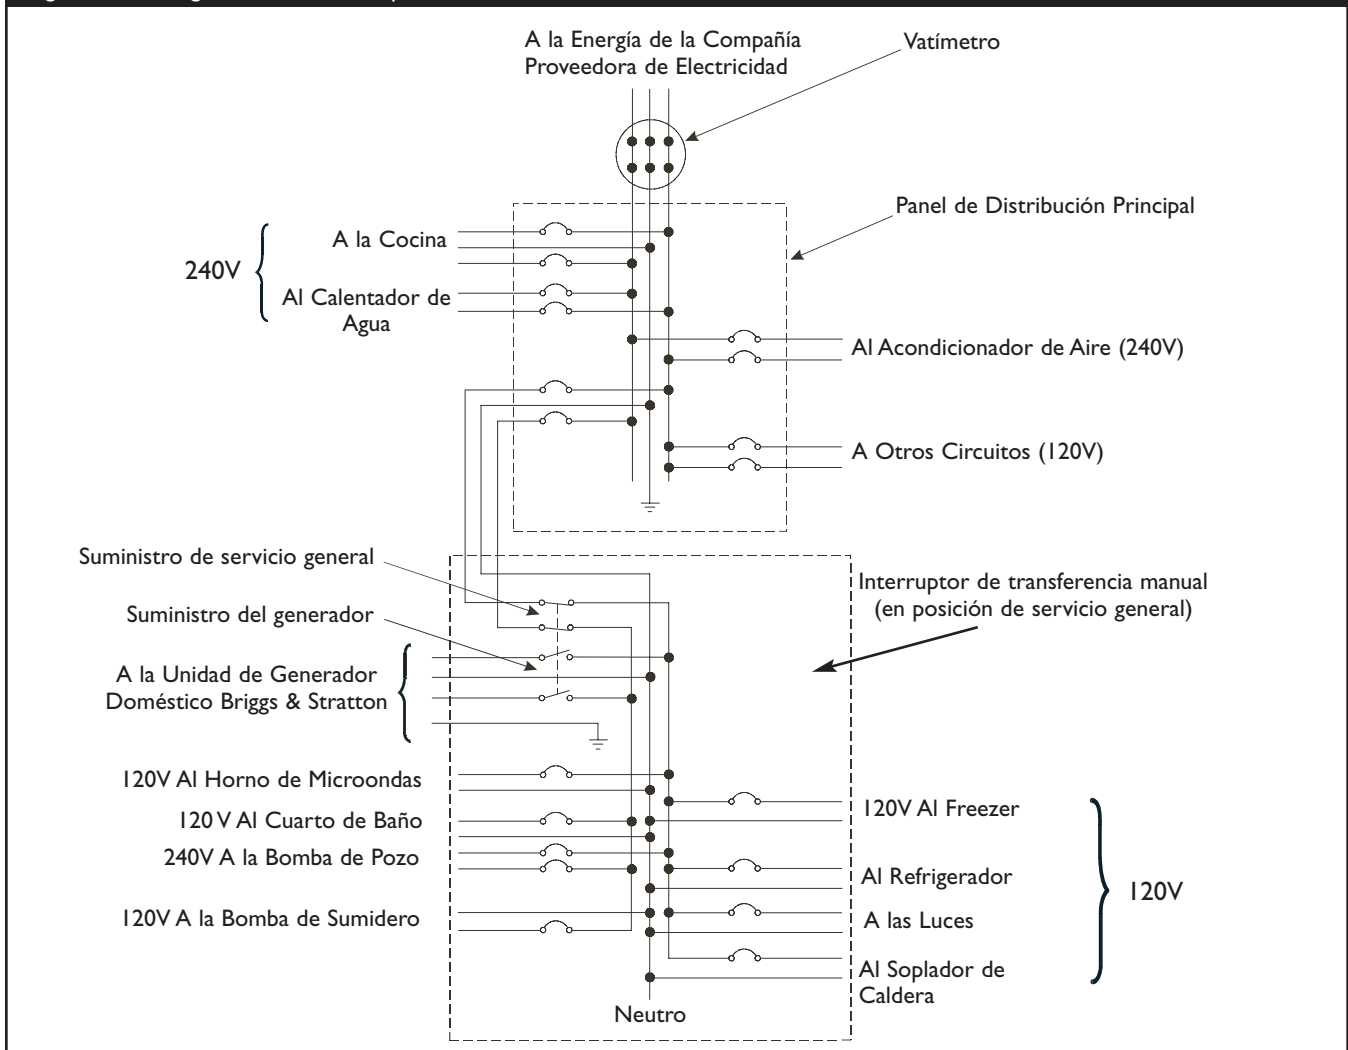 A la Energía de la Compañía
Proveedora de Electricidad
Vatímetro
Panel de Distribución Principal
A la Cocina
240V
Al Calentador de
Agua
Al Acondicionador de Aire (240V)
A Otros Circuitos (120V)
Suministro de servicio general
Suministro del generador
Interruptor de transferencia manual
(en posición de servicio general)
A la Unidad de Generador
Doméstico Briggs & Stratton
120V Al Horno de Microondas
120 V Al Cuarto de Baño
240V A la Bomba de Pozo
120V A la Bomba de Sumidero
120V Al Freezer
Al Refrigerador
120V
A las Luces
Al Soplador de
Caldera
Neutro